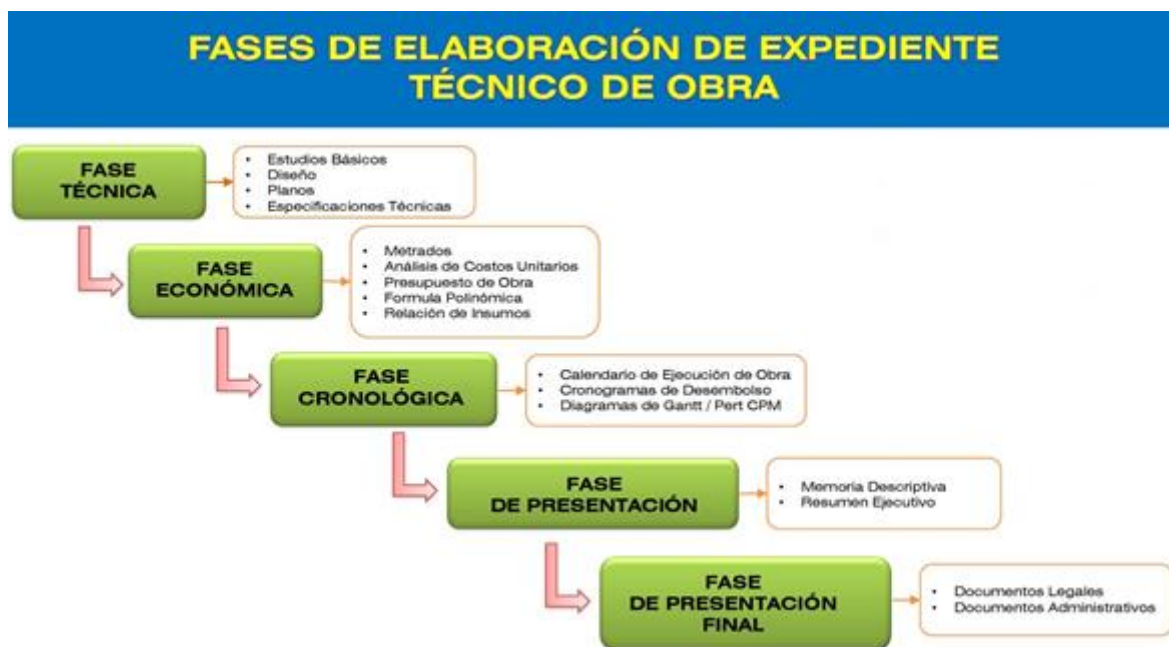 FASES DE ELABORACIÓN DE EXPEDIENTE
TÉCNICO DE OBRA
FASE
TÉCNICA
• Estudios Básicos
• Diseño
• Planos
• Especificaciones Técnicas
FASE
ECONÓMICA
• Metrados
• Análisis de Costos Unitarios
• Presupuesto de Obra
• Formula Polinómica
• Relación de Insumos
FASE
CRONOLÓGICA
• Calendario de Ejecución de Obra
• Cronogramas de Desembolso
• Diagramas de Gantt / Pert CPM
FASE
DE PRESENTACIÓN
• Memoria Descriptiva
• Resumen Ejecutivo
FASE
DE PRESENTACIÓN
FINAL
• Documentos Legales
• Documentos Administrativos